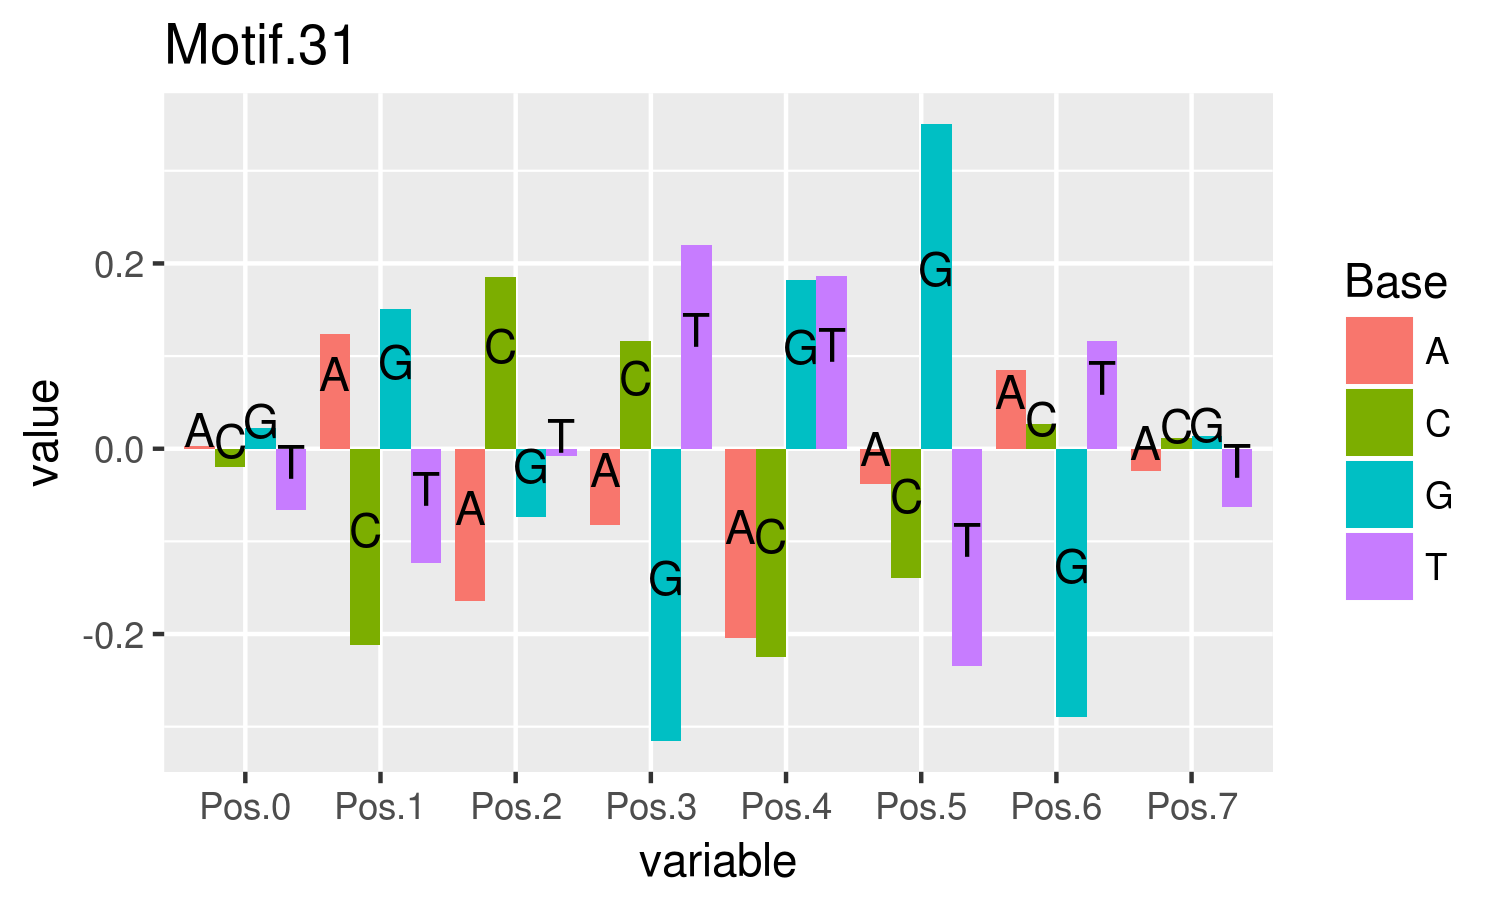 Motif.31
value
0.2
0.0
-0.2
A C G T A C G T A C G T A C G T A C G T A C G T A C G T A C G T
Pos.0 Pos.1 Pos.2 Pos.3 Pos.4 Pos.5 Pos.6 Pos.7
variable
Base
A
C
G
T